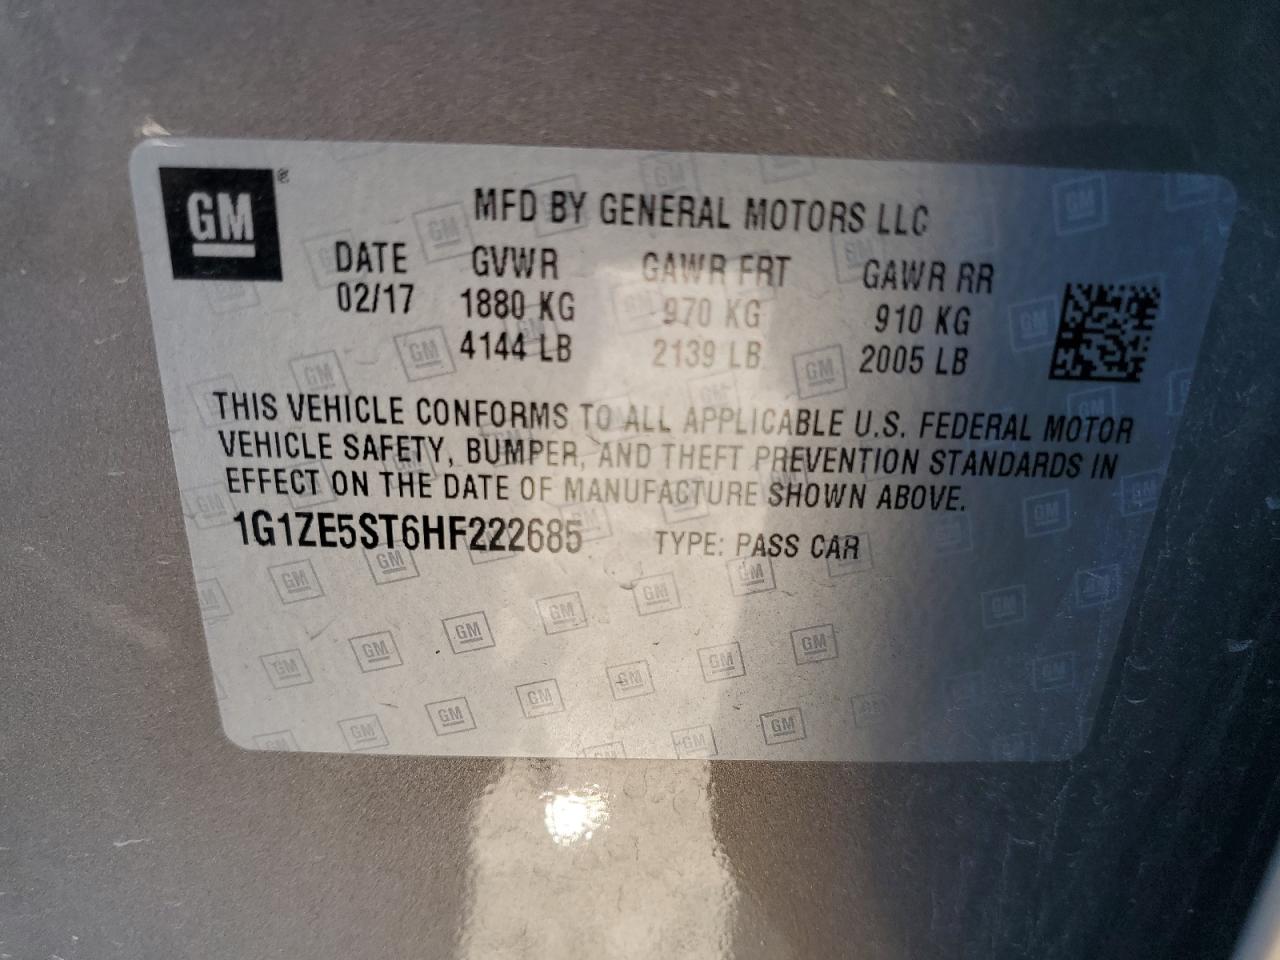 GM®
MFD BY GENERAL MOTORS LLC
DATE GVWR GAWR FRT GAWR RR
02/17 1880 KG 970 KG 910 KG
4144 LB 2139 LB 2005 LB
THIS VEHICLE CONFORMS TO ALL APPLICABLE U.S. FEDERAL MOTOR
VEHICLE SAFETY, BUMPER, AND THEFT PREVENTION STANDARDS IN
EFFECT ON THE DATE OF MANUFACTURE SHOWN ABOVE.
1G1ZE5ST6HF222685 TYPE: PASS CAR